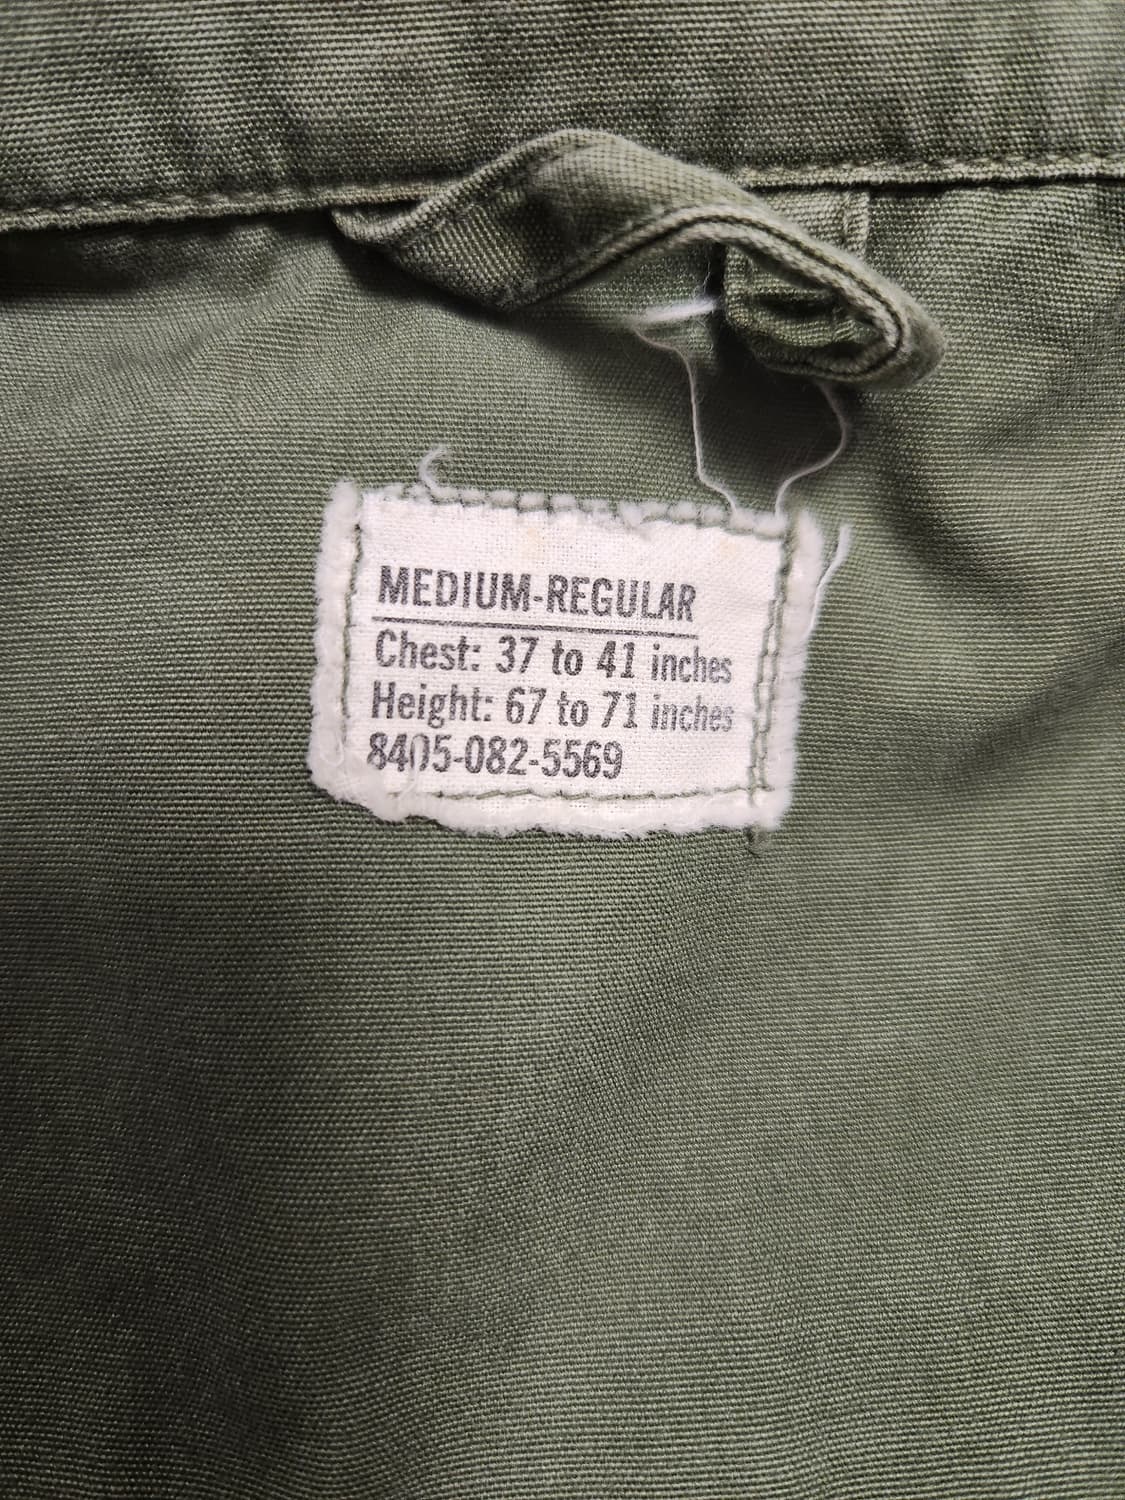 MEDIUM-REGULAR
Chest: 37 to 41 inches
Height: 67 to 71 inches
8405-082-5569